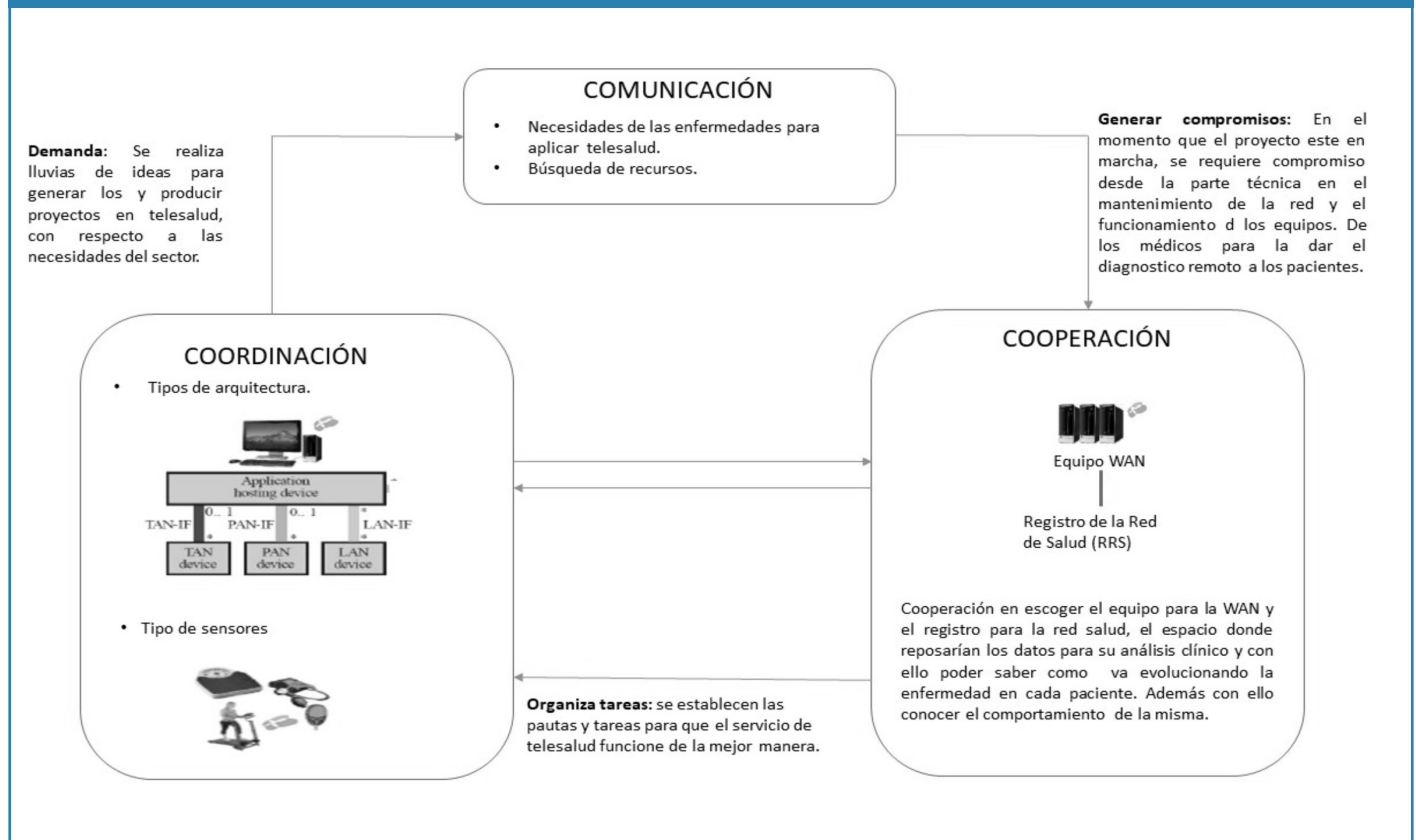 COMUNICACIÓN
• Necesidades de las enfermedades para
aplicar telesalud.
• Búsqueda de recursos.
Demanda: Se realiza
lluvias de ideas para
generar los y producir
proyectos en telesalud,
con respecto a las
necesidades del sector.
Generar compromisos: En el
momento que el proyecto este en
marcha, se requiere compromiso
desde la parte técnica en el
mantenimiento de la red y el
funcionamiento d los equipos. De
los médicos para la dar el
diagnostico remoto a los pacientes.
COORDINACIÓN
• Tipos de arquitectura.
Application
hosting device
0.. 1 0.. 1 *
TAN-IF PAN-IF LAN-IF
* * *
TAN PAN LAN
device device device
• Tipo de sensores
COOPERACIÓN
Equipo WAN
Registro de la Red
de Salud (RRS)
Cooperación en escoger el equipo para la WAN y
el registro para la red salud, el espacio donde
reposarían los datos para su análisis clínico y con
ello poder saber como va evolucionando la
enfermedad en cada paciente. Además con ello
conocer el comportamiento de la misma.
Organiza tareas: se establecen las
pautas y tareas para que el servicio de
telesalud funcione de la mejor manera.